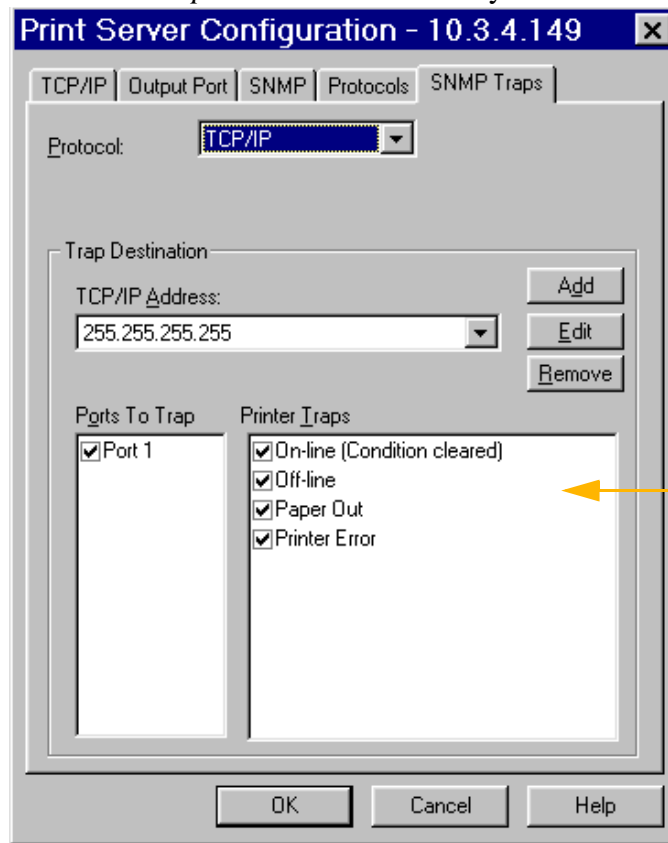 Print Server Configuration - 10.3.4.149
TCP/IP Output Port SNMP Protocols SNMP Traps
Protocol: TCP/IP
Trap Destination
TCP/IP Address:
Add
255.255.255.255
Edit
Remove
Ports To Trap Printer Traps
Port 1
On-line (Condition cleared)
Off-line
Paper Out
Printer Error
OK Cancel Help